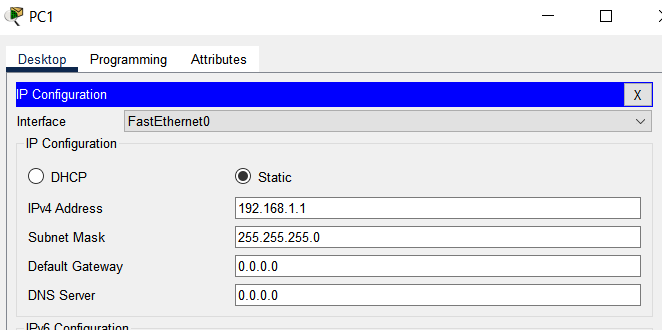 PC1
Desktop Programming Attributes
IP Configuration X
Interface FastEthernet0
IP Configuration
DHCP Static
IPv4 Address 192.168.1.1
Subnet Mask 255.255.255.0
Default Gateway 0.0.0.0
DNS Server 0.0.0.0
IPv6 Configuration